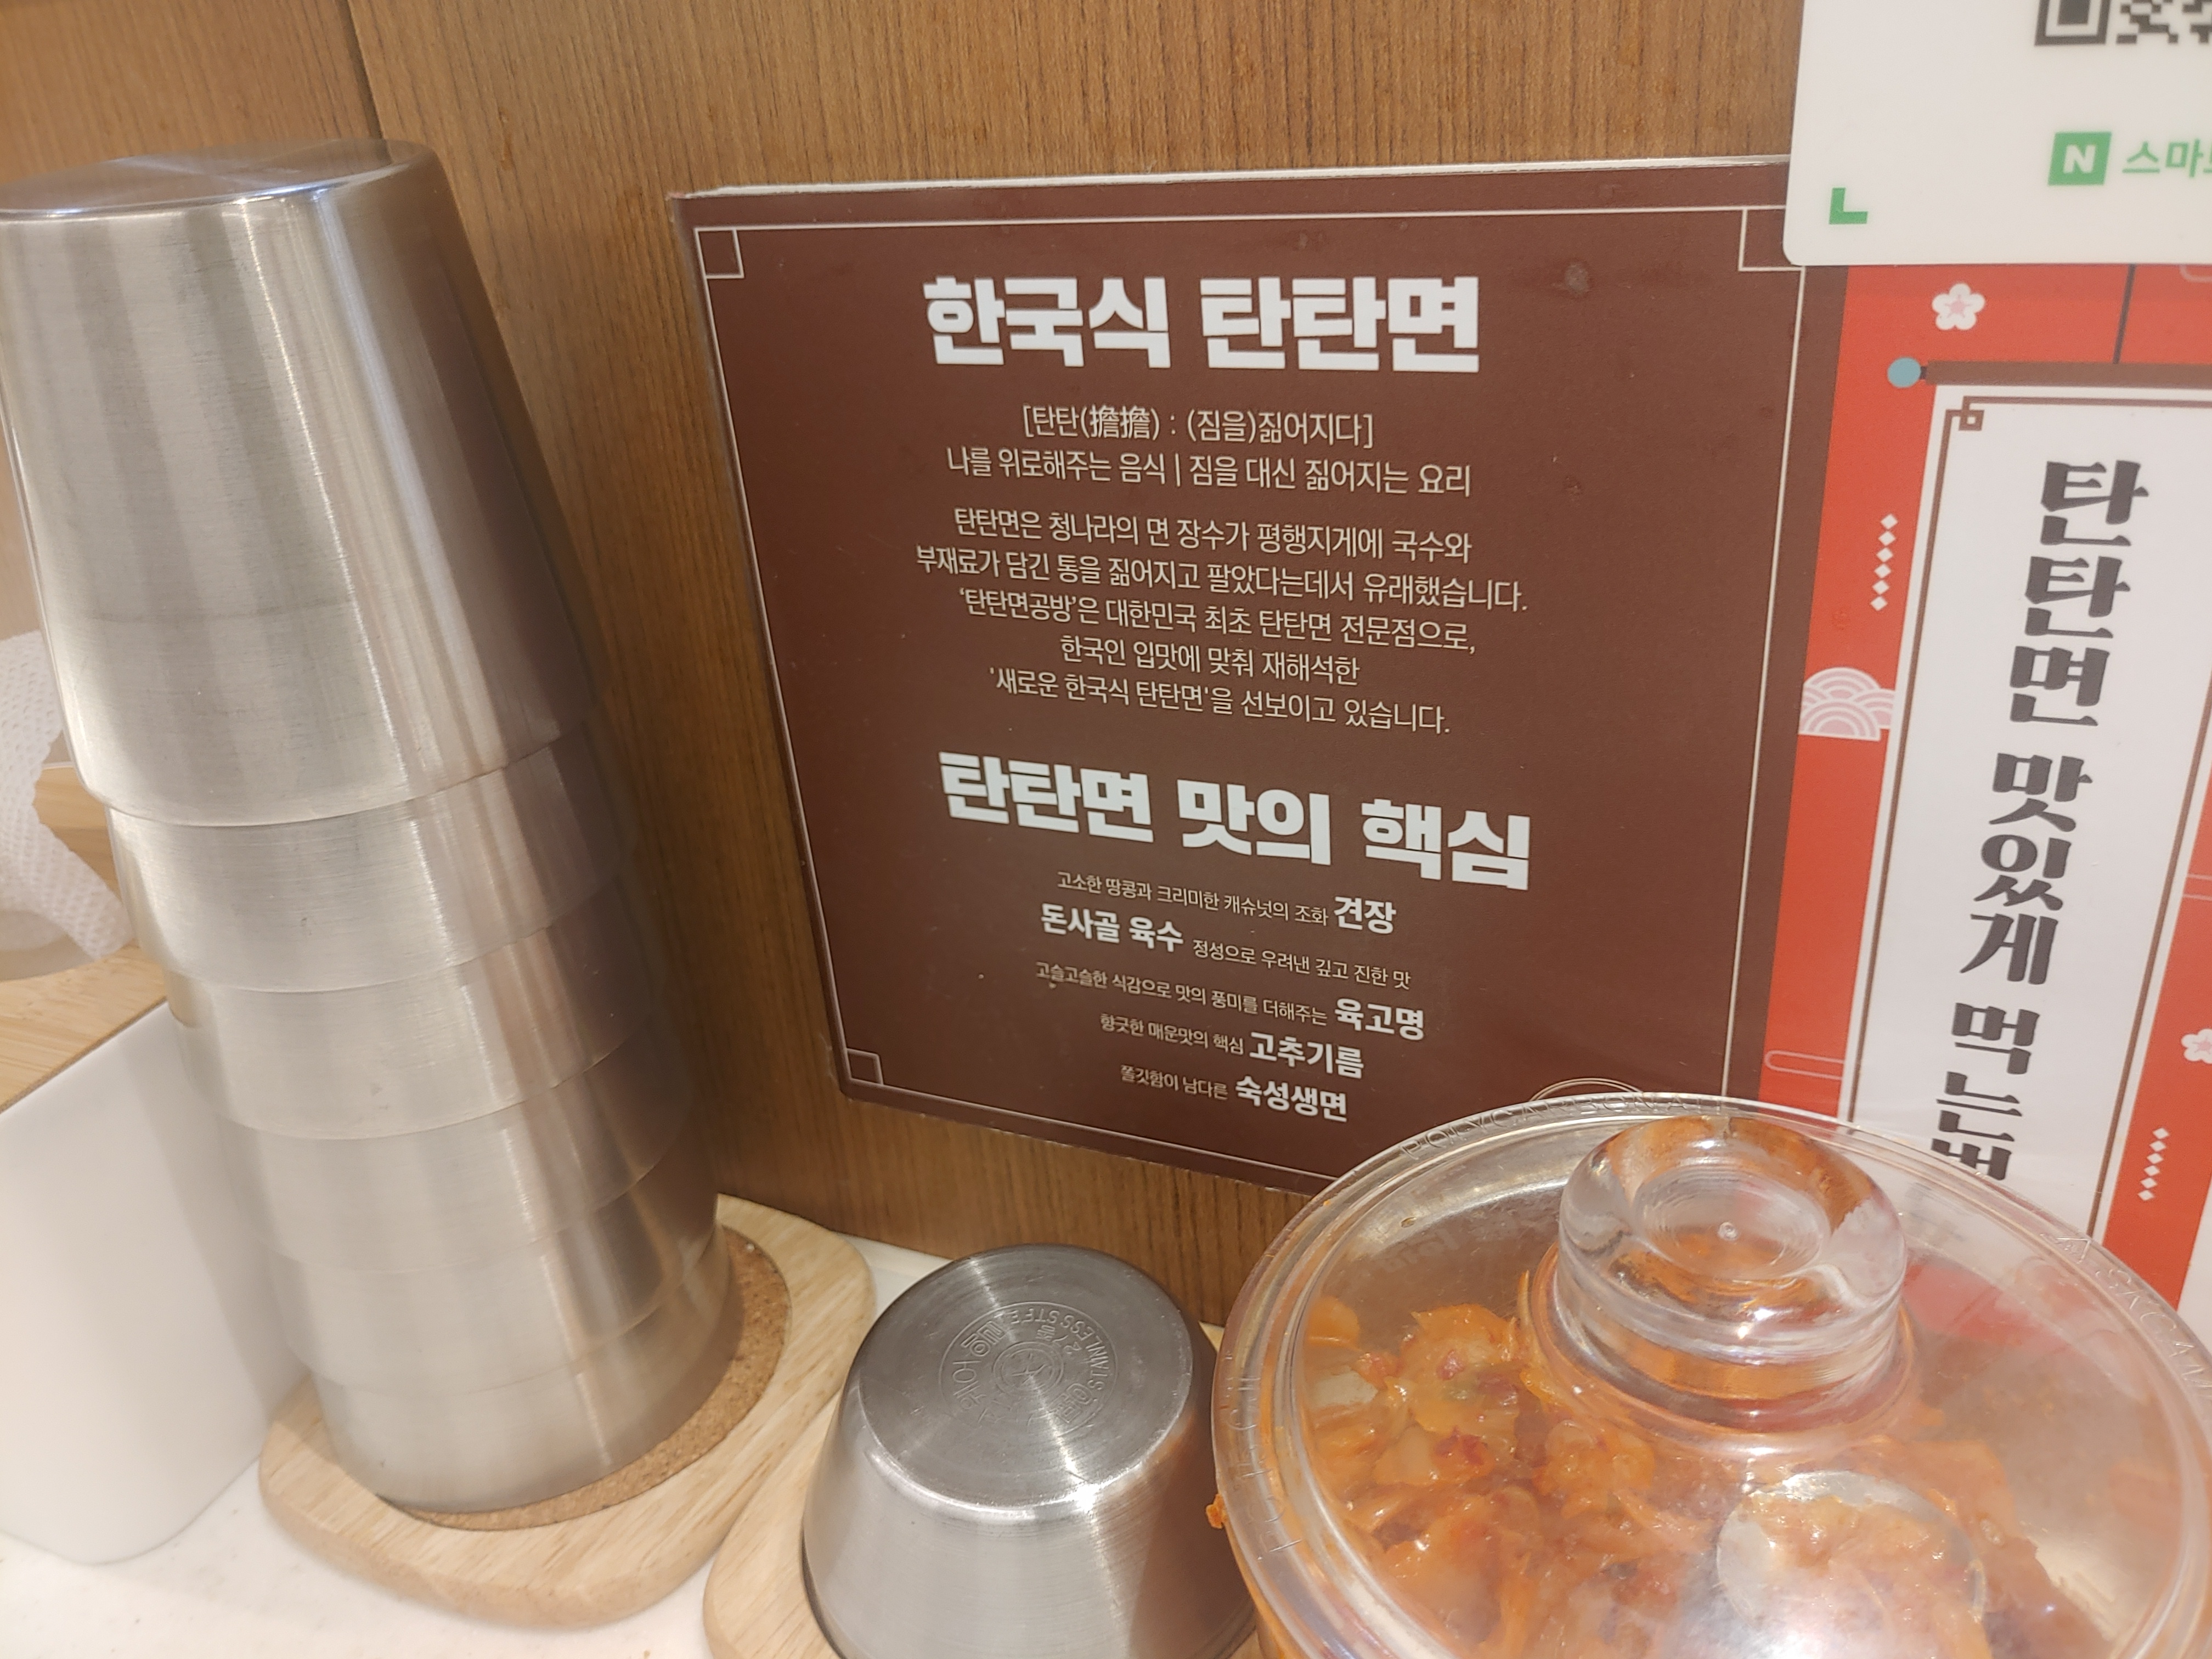 한국식 탄탄면
[탄탄(擔擔) : (짐을)짊어지다]
나를 위로해주는 음식 | 짐을 대신 짊어지는 요리
탄탄면은 청나라의 면 장수가 평행지게에 국수와
부재료가 담긴 통을 짊어지고 팔았다는데서 유래했습니다.
‘탄탄면공방’은 대한민국 최초 탄탄면 전문점으로,
한국인 입맛에 맞춰 재해석한
'새로운 한국식 탄탄면'을 선보이고 있습니다.
탄탄면 맛의 핵심
고소한 땅콩과 크리미한 캐슈넛의 조화 견장
돈사골 육수 정성으로 우려낸 깊고 진한 맛
고슬고슬한 식감으로 맛의 풍미를 더해주는 육고명
향긋한 매운맛의 핵심 고추기름
쫄깃함이 남다른 숙성생면
N 스마
탄탄면 맛있게 먹는
POLYCARBONATE
STAINLESS STEEL